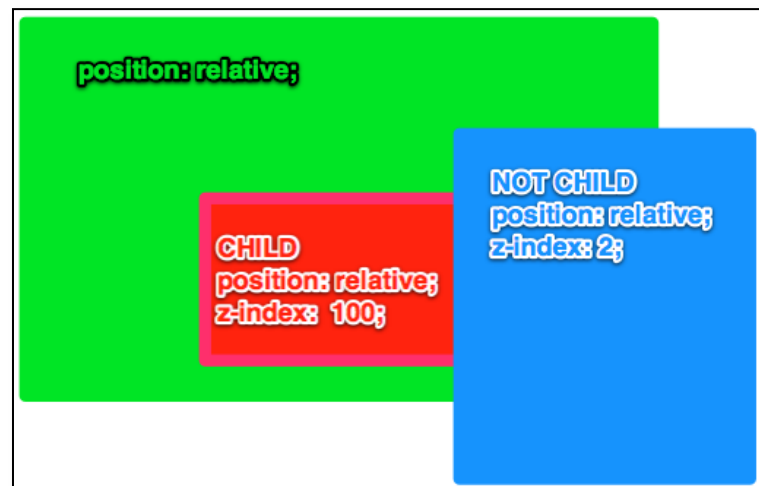 position: relative;
CHILD
position: relative;
z-index:  100;
NOT CHILD
position: relative;
z-index: 2;